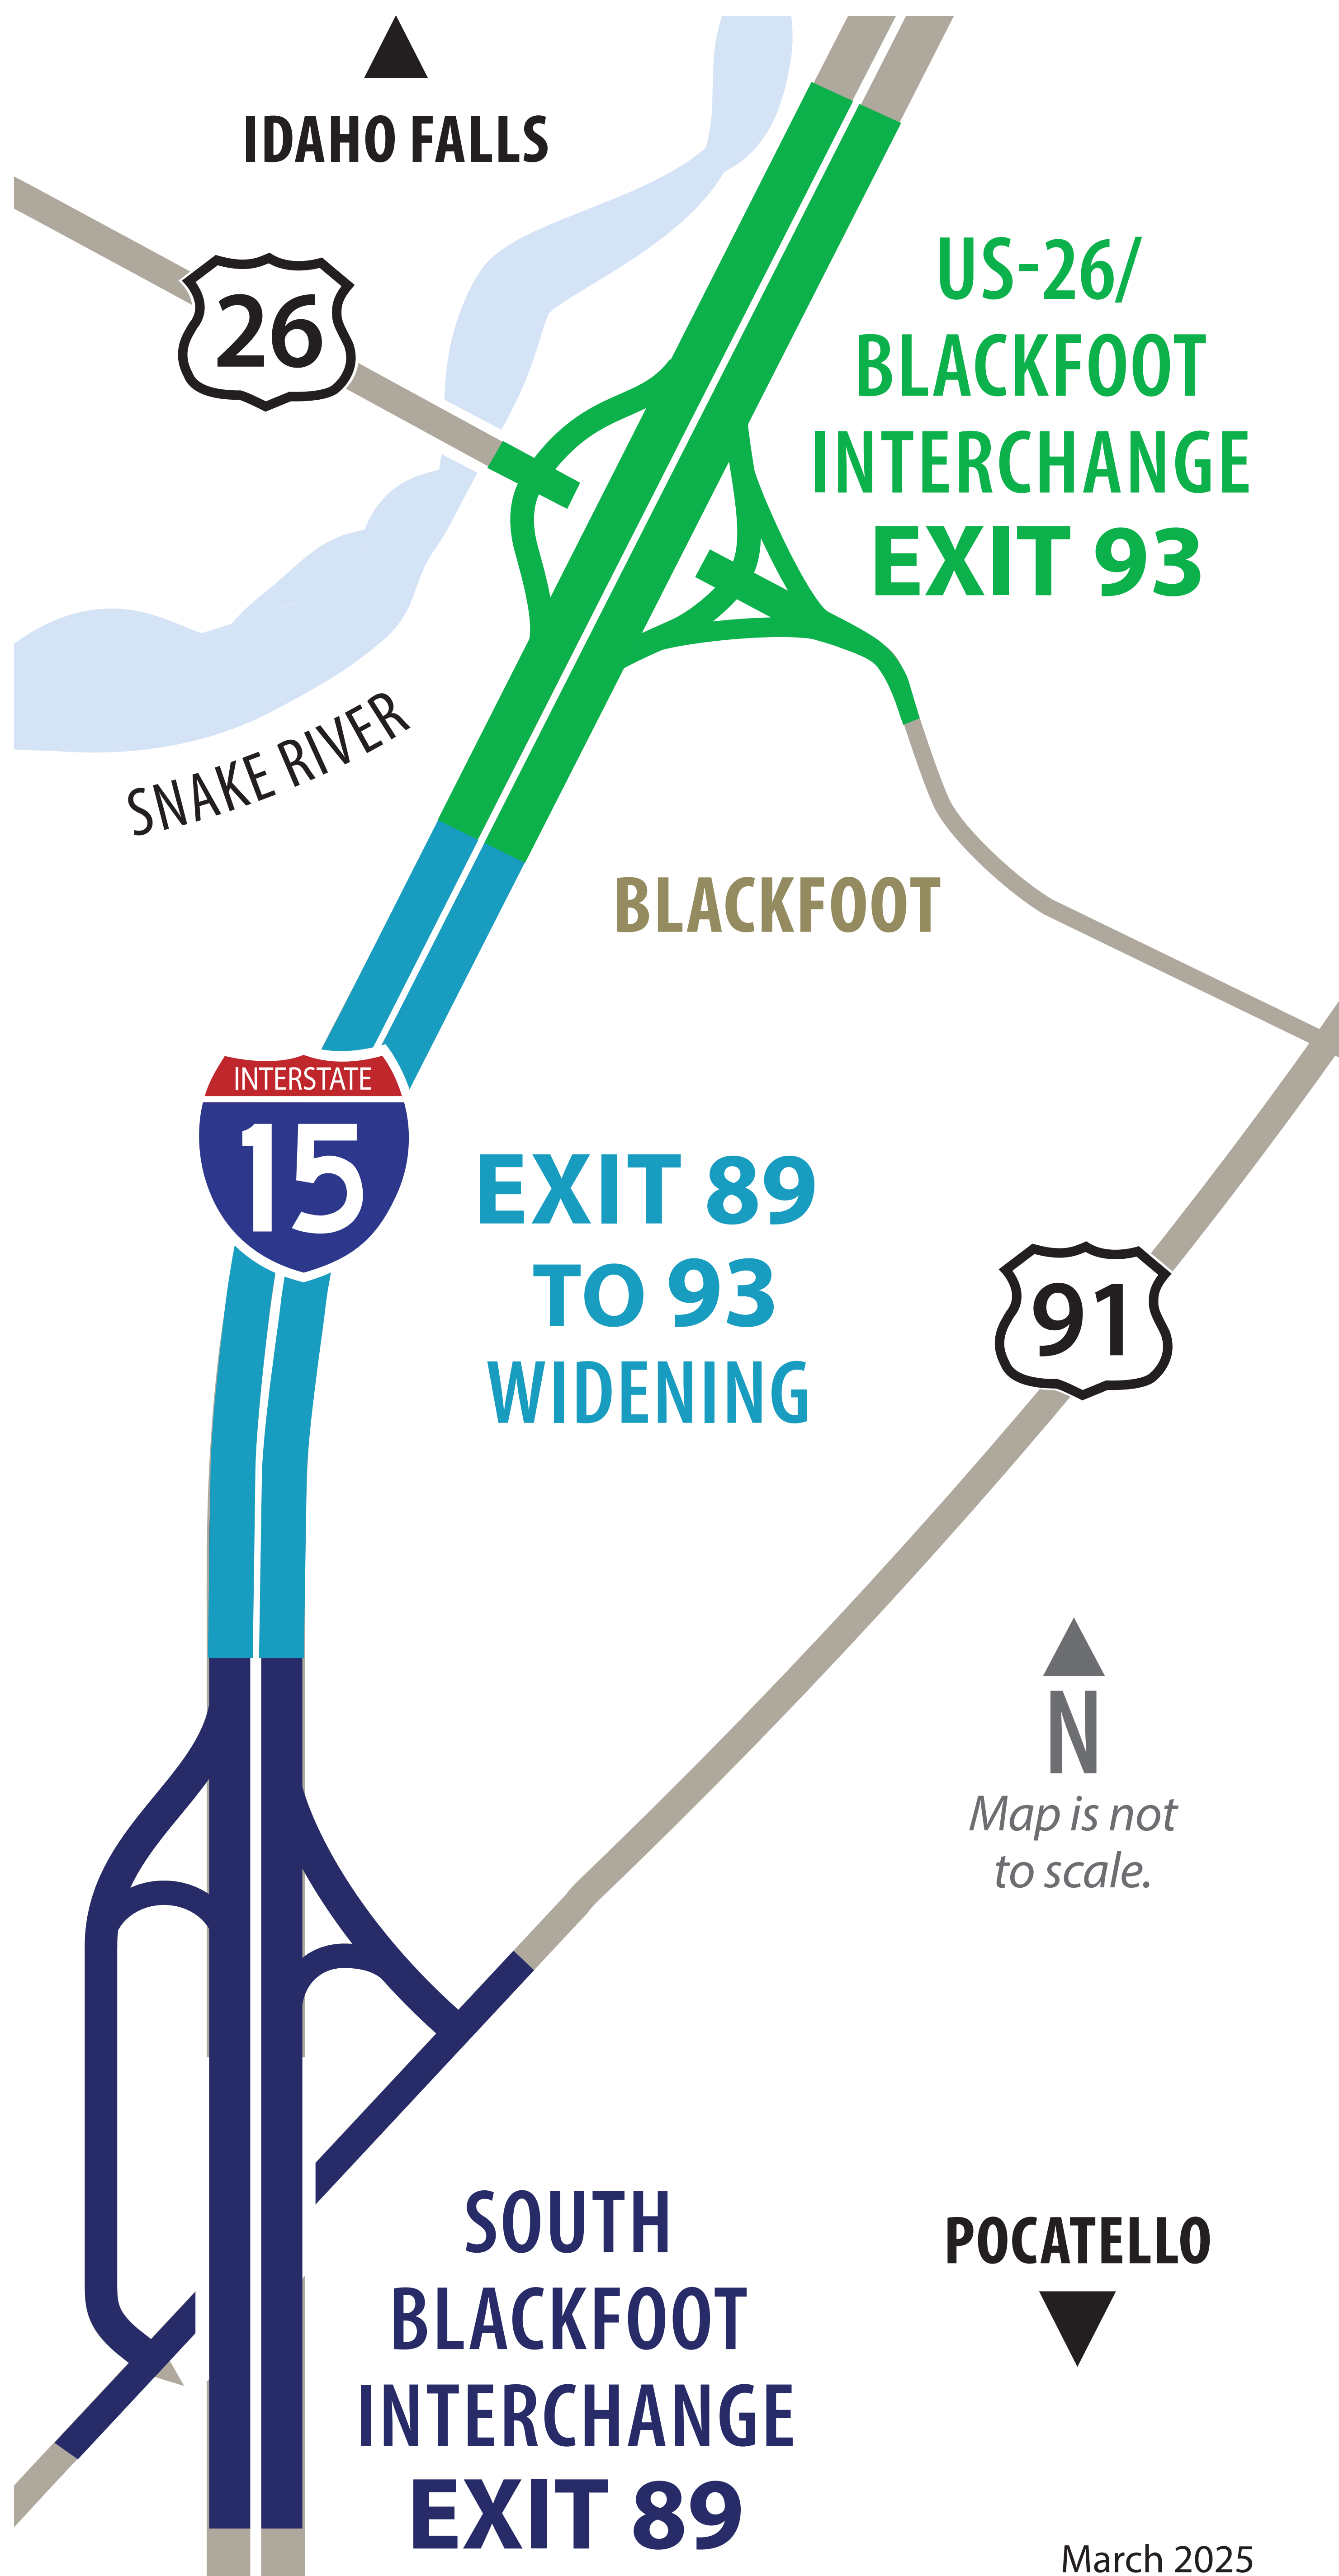 IDAHO FALLS
26
US-26/
BLACKFOOT
INTERCHANGE
EXIT 93
SNAKE RIVER
BLACKFOOT
INTERSTATE
15
EXIT 89
TO 93
WIDENING
91
N
Map is not
to scale.
SOUTH
BLACKFOOT
INTERCHANGE
EXIT 89
POCATELLO
March 2025